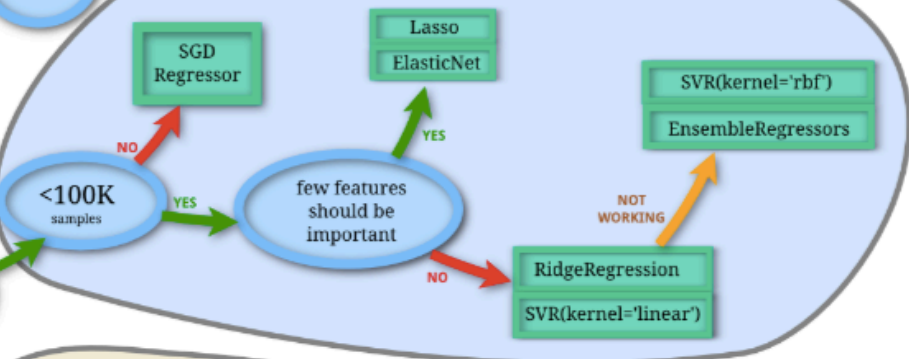 SGD
Regressor
Lasso
ElasticNet
SVR(kernel='rbf')
EnsembleRegressors
NO
YES
<100K
samples
YES
few features
should be
important
NOT
WORKING
NO
RidgeRegression
SVR(kernel='linear')